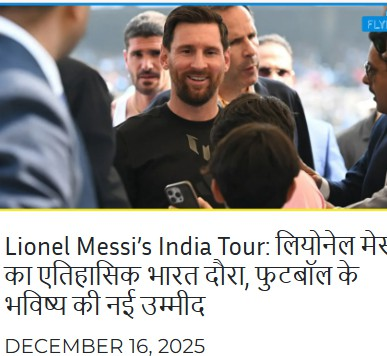 FLY
Lionel Messi’s India Tour: लियोनेल मेस
का एतिहासिक भारत दौरा, फुटबॉल के
भविष्य की नई उम्मीद
DECEMBER 16, 2025